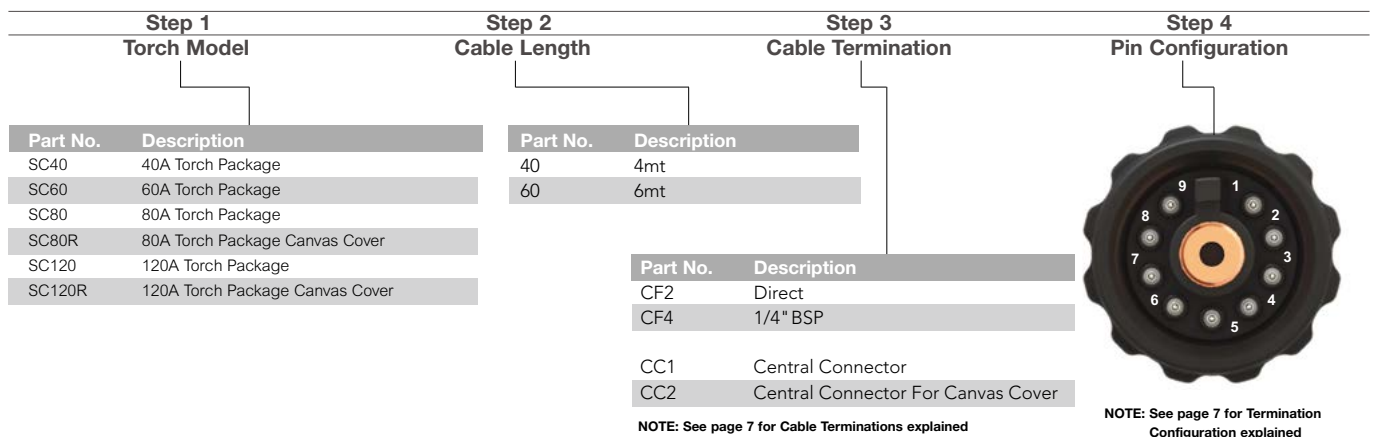 Step 1 Step 2 Step 3 Step 4
Torch Model Cable Length Cable Termination Pin Configuration
Part No. Description
SC40 40A Torch Package
SC60 60A Torch Package
SC80 80A Torch Package
SC80R 80A Torch Package Canvas Cover
SC120 120A Torch Package
SC120R 120A Torch Package Canvas Cover
Part No. Description
40 4mt
60 6mt
Part No. Description
CF2 Direct
CF4 1/4" BSP
CC1 Central Connector
CC2 Central Connector For Canvas Cover
NOTE: See page 7 for Cable Terminations explained
9 1
8 2
7 3
6 4
5
NOTE: See page 7 for Termination
Configuration explained